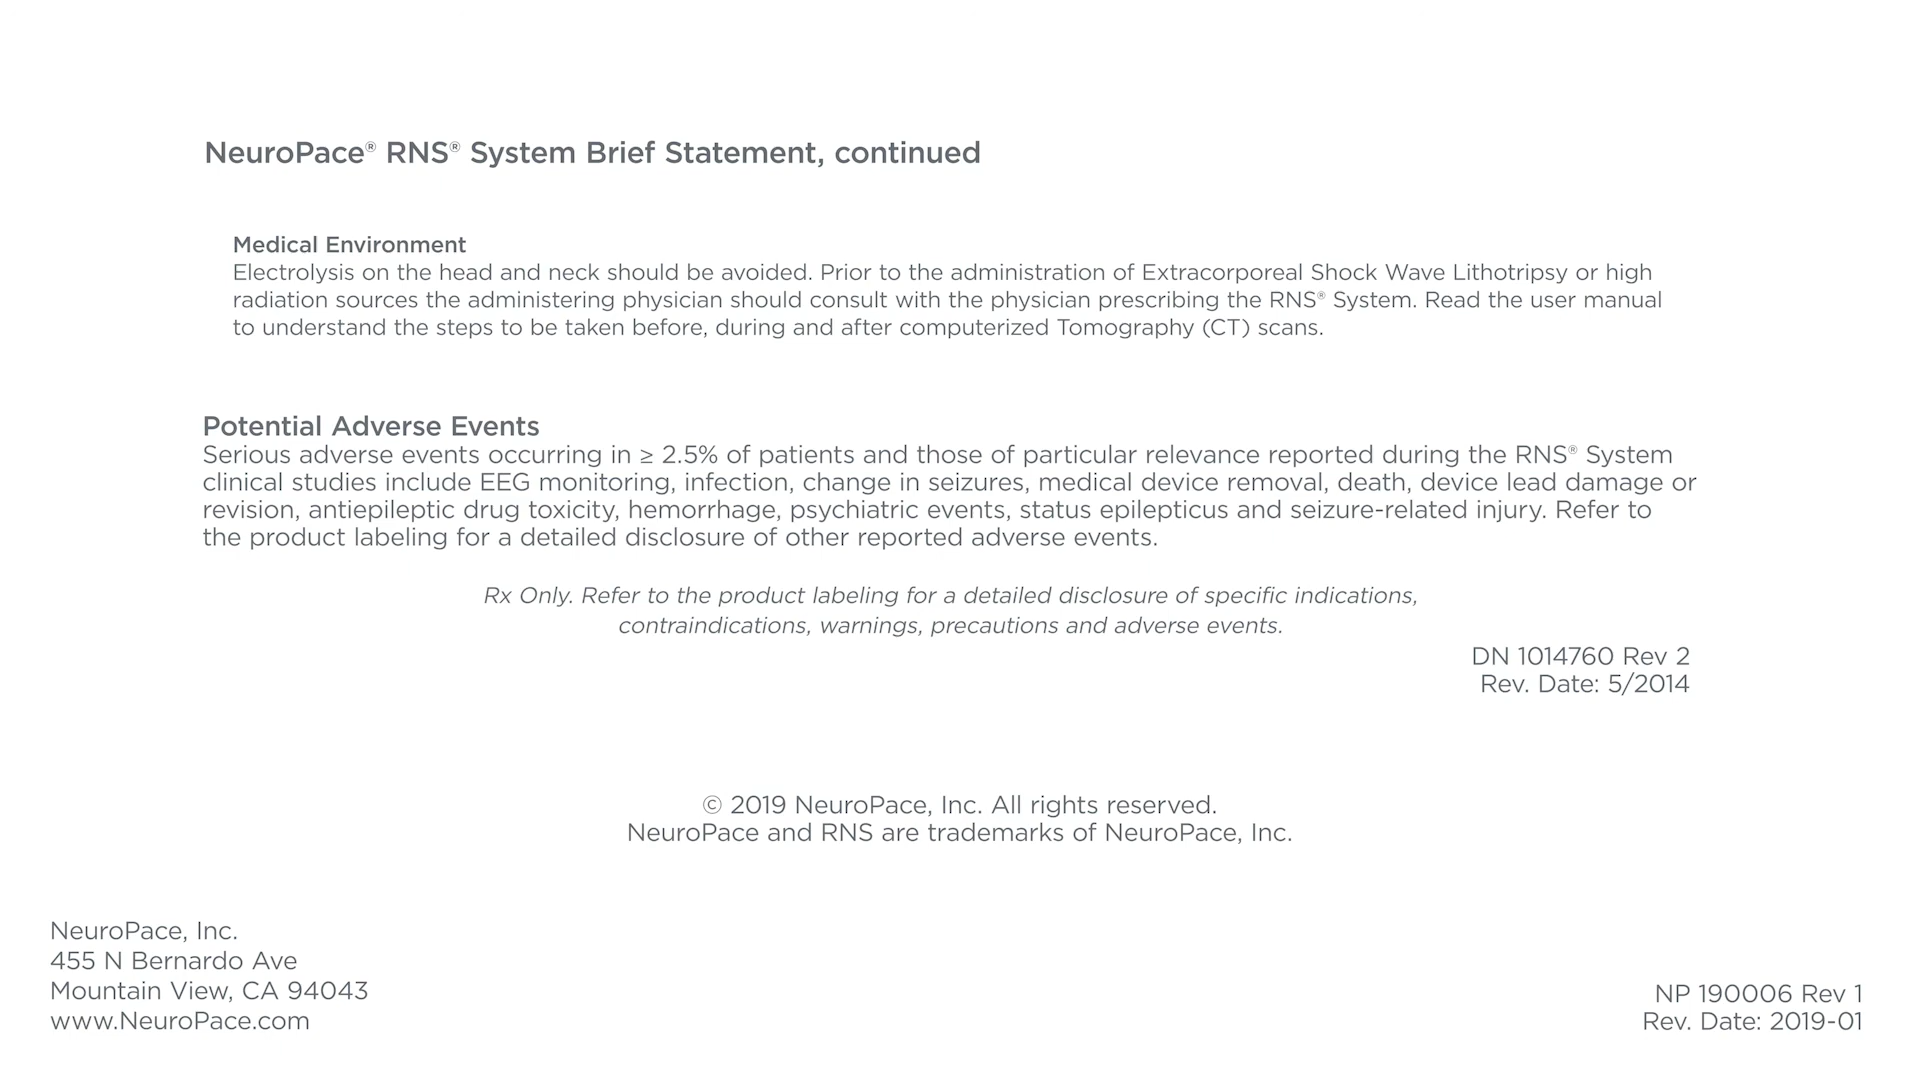 NeuroPace® RNS® System Brief Statement, continued
Medical Environment
Electrolysis on the head and neck should be avoided. Prior to the administration of Extracorporeal Shock Wave Lithotripsy or high
radiation sources the administering physician should consult with the physician prescribing the RNS® System. Read the user manual
to understand the steps to be taken before, during and after computerized Tomography (CT) scans.
Potential Adverse Events
Serious adverse events occurring in ≥ 2.5% of patients and those of particular relevance reported during the RNS® System
clinical studies include EEG monitoring, infection, change in seizures, medical device removal, death, device lead damage or
revision, antiepileptic drug toxicity, hemorrhage, psychiatric events, status epilepticus and seizure-related injury. Refer to
the product labeling for a detailed disclosure of other reported adverse events.
Rx Only. Refer to the product labeling for a detailed disclosure of specific indications,
contraindications, warnings, precautions and adverse events.
DN 1014760 Rev 2
Rev. Date: 5/2014
© 2019 NeuroPace, Inc. All rights reserved.
NeuroPace and RNS are trademarks of NeuroPace, Inc.
NeuroPace, Inc.
455 N Bernardo Ave
Mountain View, CA 94043
www.NeuroPace.com
NP 190006 Rev 1
Rev. Date: 2019-01